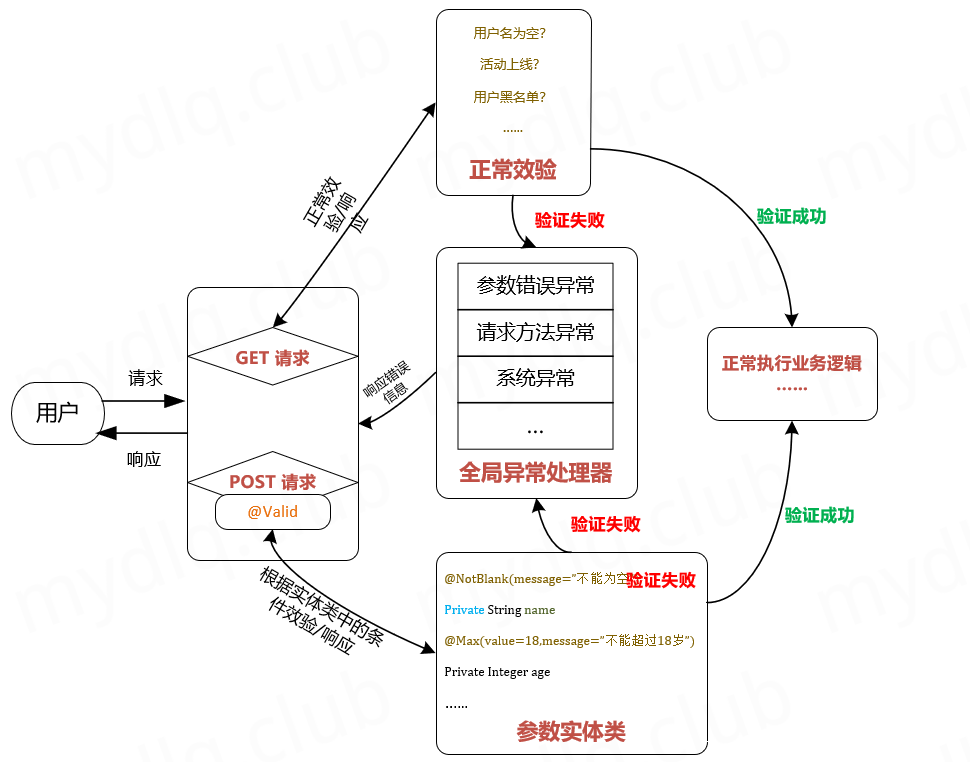 用户名为空?
活动上线?
用户黑名单?
......
正常效验
正常效
验/响
应
验证失败
验证成功
参数错误异常
请求方法异常
系统异常
...
全局异常处理器
GET 请求
响应错误
信息
正常执行业务逻辑
......
请求
用户
响应
POST 请求
@Valid
验证失败
验证成功
根据实体类中的条
件效验/响应
@NotBlank(message="不能为空
验证失败
Private String name
@Max(value=18,message="不能超过18岁")
Private Integer age
......
参数实体类
mydlq.club
mydlq.club
mydlq.club
mydlq.club